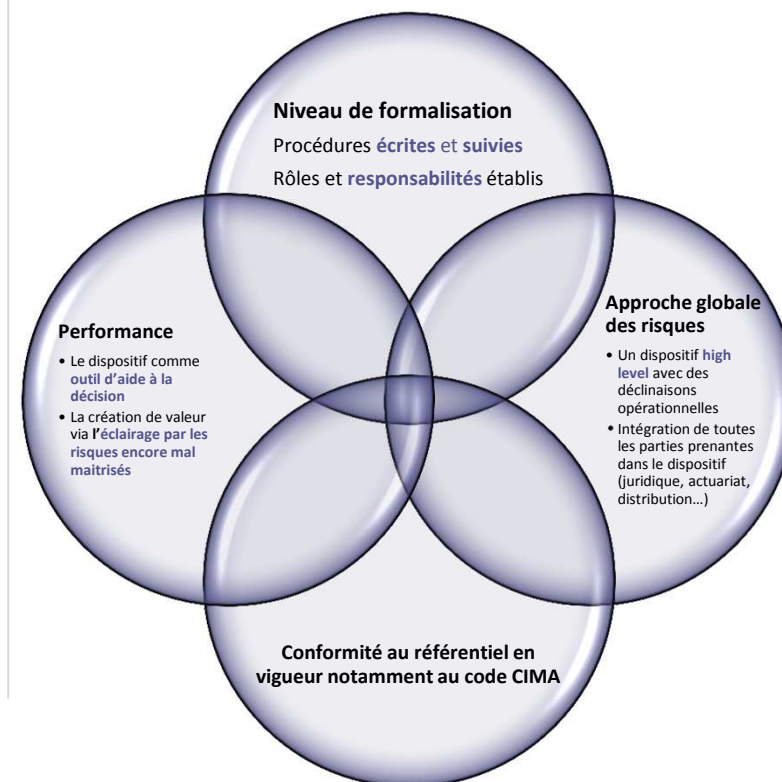 Niveau de formalisation
Procédures écrites et suivies
Rôles et responsabilités établis
Performance
• Le dispositif comme
outil d’aide à la
décision
• La création de valeur
via l’éclairage par les
risques encore mal
maitrisés
Approche globale
des risques
• Un dispositif high
level avec des
déclinaisons
opérationnelles
• Intégration de toutes
les parties prenantes
dans le dispositif
(juridique, actuariat,
distribution…)
Conformité au référentiel en
vigueur notamment au code CIMA